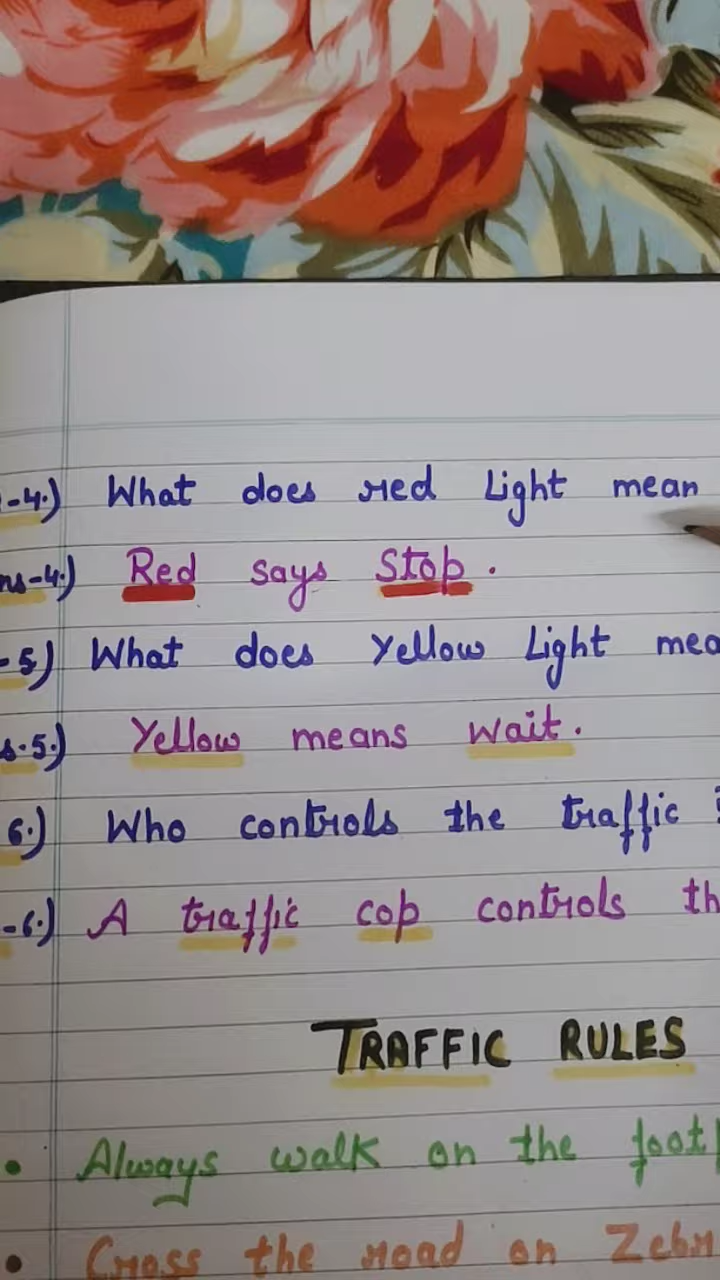 -4.) What does red Light mean
ns-4.) Red says Stop.
-5) What does Yellow Light mea
s.5.) Yellow means Wait.
6.) Who controls the traffic ?
-6.) A traffic cop controls th
TRAFFIC RULES
• Always walk on the foot
• Cross the road on Zebr